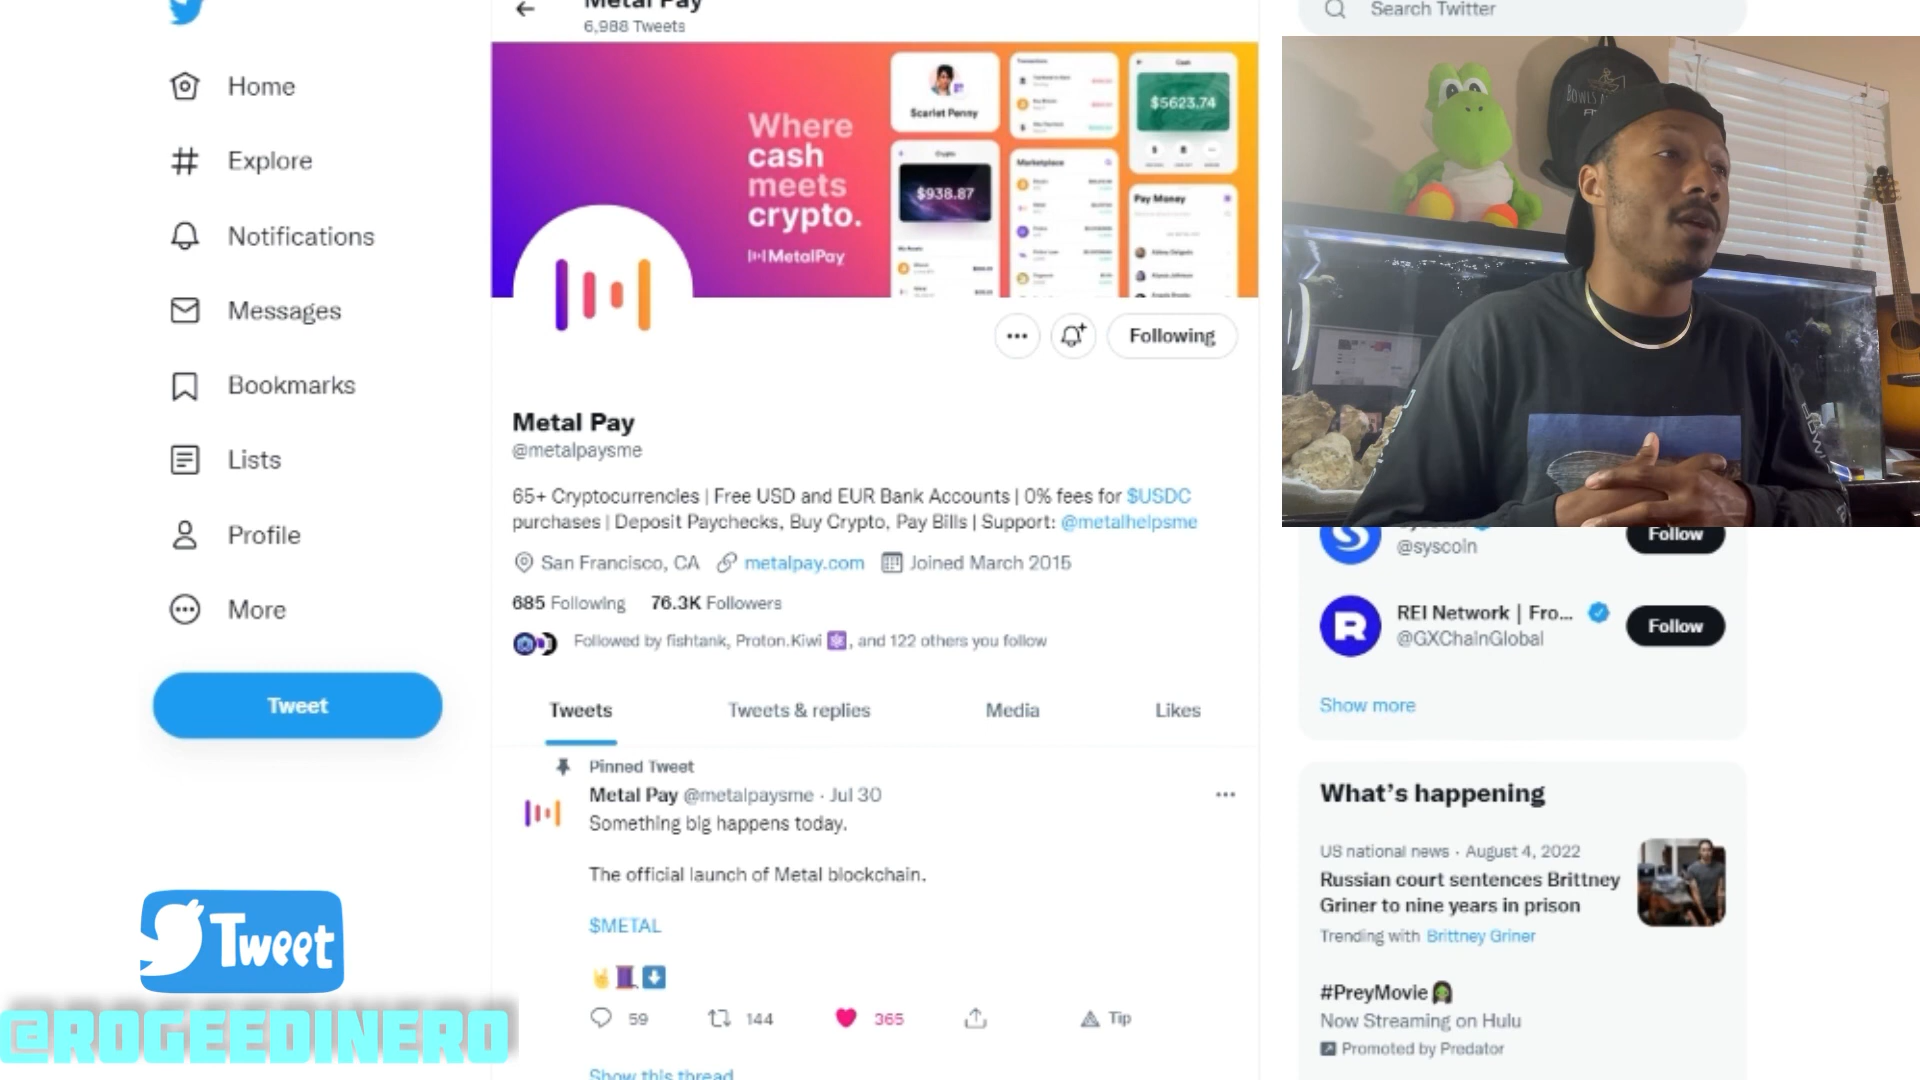 Metal Pay
6,988 Tweets
Search Twitter
Home
Explore
Notifications
Messages
Bookmarks
Lists
Profile
More
Tweet
Where
cash
meets
crypto.
MetalPay
Scarlet Penny
Crypto
$938.87
Transactions
Marketplace
Cash
$5623.74
Pay Money
Following
Metal Pay
@metalpaysme
65+ Cryptocurrencies | Free USD and EUR Bank Accounts | 0% fees for $USDC
purchases | Deposit Paychecks, Buy Crypto, Pay Bills | Support: @metalhelpsme
San Francisco, CA metalpay.com Joined March 2015
685 Following 76.3K Followers
Followed by fishtank, Proton.Kiwi, and 122 others you follow
Tweets Tweets & replies Media Likes
Pinned Tweet
Metal Pay @metalpaysme · Jul 30
Something big happens today.
The official launch of Metal blockchain.
$METAL
59 144 365 Tip
Show this thread
@syscoin
Follow
REI Network | Fro...
@GXChainGlobal
Follow
Show more
What's happening
US national news · August 4, 2022
Russian court sentences Brittney
Griner to nine years in prison
Trending with Brittney Griner
#PreyMovie
Now Streaming on Hulu
Promoted by Predator
Tweet
@ROGEEDINERO